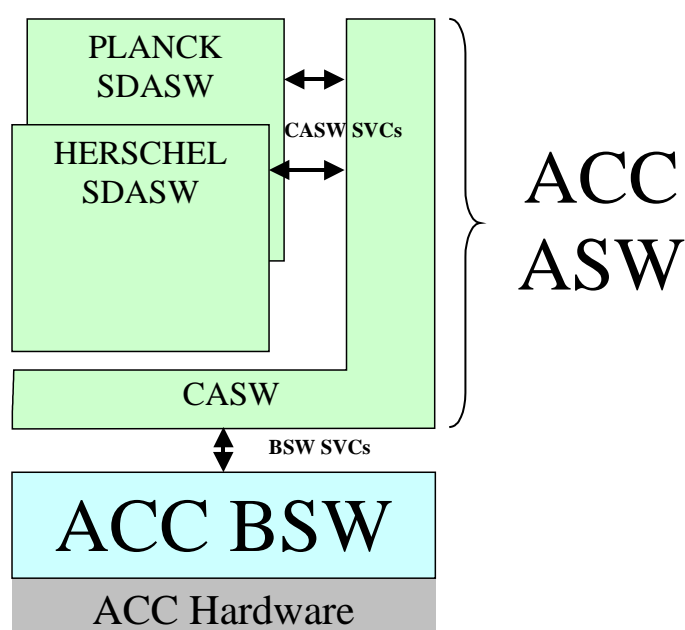 PLANCK
SDASW
CASW SVCs
HERSCHEL
SDASW
ACC
ASW
CASW
BSW SVCs
ACC BSW
ACC Hardware